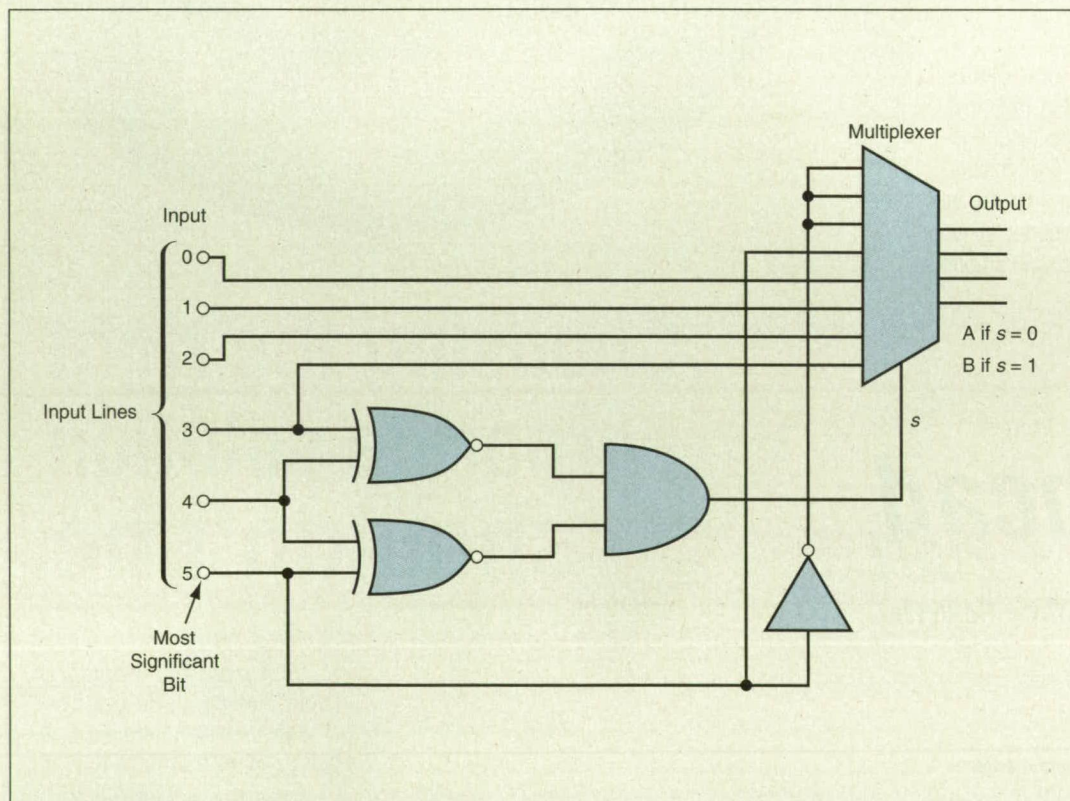 Multiplexer
Input
Output
0
1
2
A if s = 0
B if s = 1
Input Lines
3
s
4
5
Most
Significant
Bit